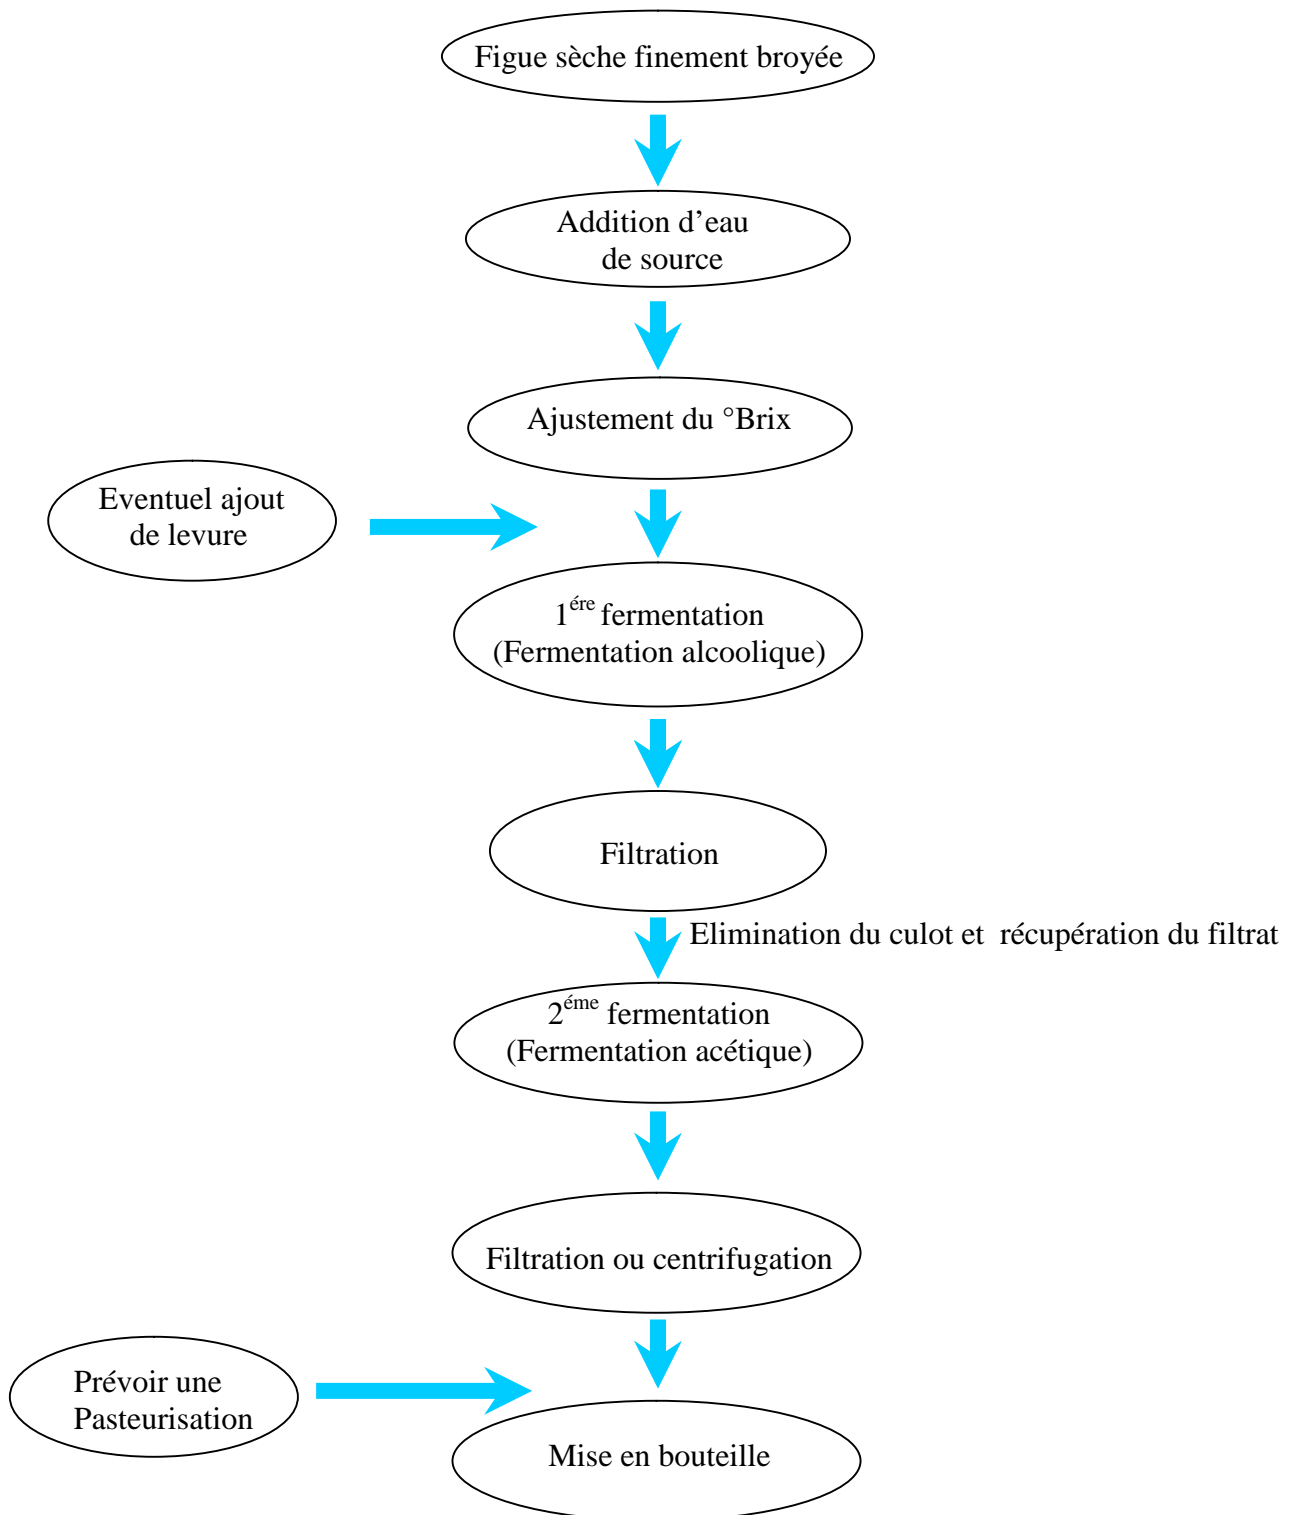 Figue sèche finement broyée
Addition d’eau
de source
Ajustement du °Brix
Eventuel ajout
de levure
1ére fermentation
(Fermentation alcoolique)
Filtration
Elimination du culot et  récupération du filtrat
2éme fermentation
(Fermentation acétique)
Filtration ou centrifugation
Prévoir une
Pasteurisation
Mise en bouteille